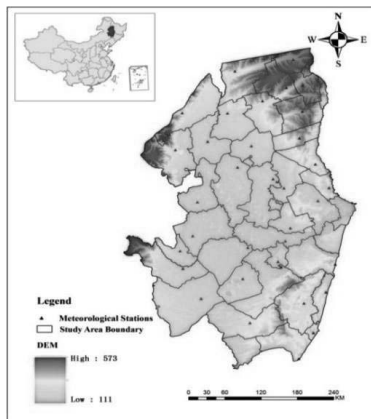 N
W E
S
Legend
Meteorological Stations
Study Area Boundary
DEM
High : 573
Low : 111
0 30 60 120 180 240
KM